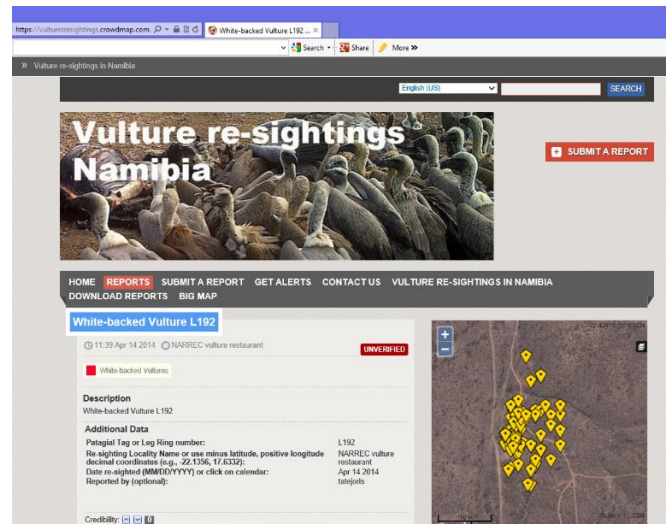 https://vultureresightings.crowdmap.com
White-backed Vulture L192 ...
Search
Share
More »
» Vulture re-sightings in Namibia
English (US)
SEARCH
Vulture re-sightings
Namibia
+ SUBMIT A REPORT
HOME REPORTS SUBMIT A REPORT GET ALERTS CONTACT US VULTURE RE-SIGHTINGS IN NAMIBIA
DOWNLOAD REPORTS BIG MAP
White-backed Vulture L192
11:39 Apr 14 2014 NARREC vulture restaurant
UNVERIFIED
White-backed Vultures
Description
White-backed Vulture L192
Additional Data
Patagial Tag or Leg Ring number: L192
Re-sighting Locality Name or use minus latitude, positive longitude NARREC vulture
decimal coordinates (e.g., -22.1356, 17.6332): restaurant
Date re-sighted (MM/DD/YYYY) or click on calendar: Apr 14 2014
Reported by (optional): tatejoris
Credibility: 0